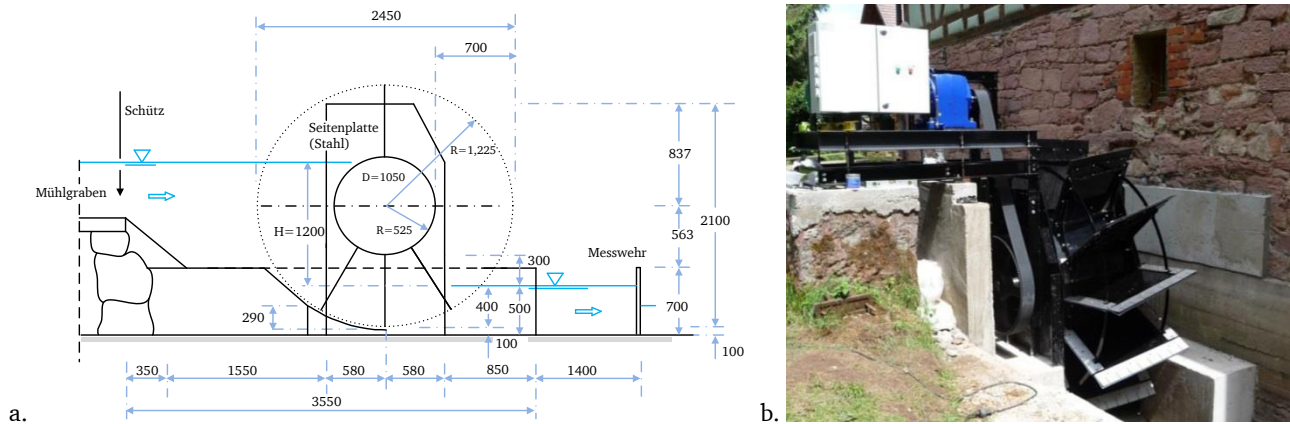 2450
700
Schütz
Seitenplatte
(Stahl)
R=1,225
837
Mühlgraben
D=1050
2100
H=1200
R=525
563
Messwehr
300
290
400
500
700
100
100
350
1550
580
580
850
1400
3550
a.
b.